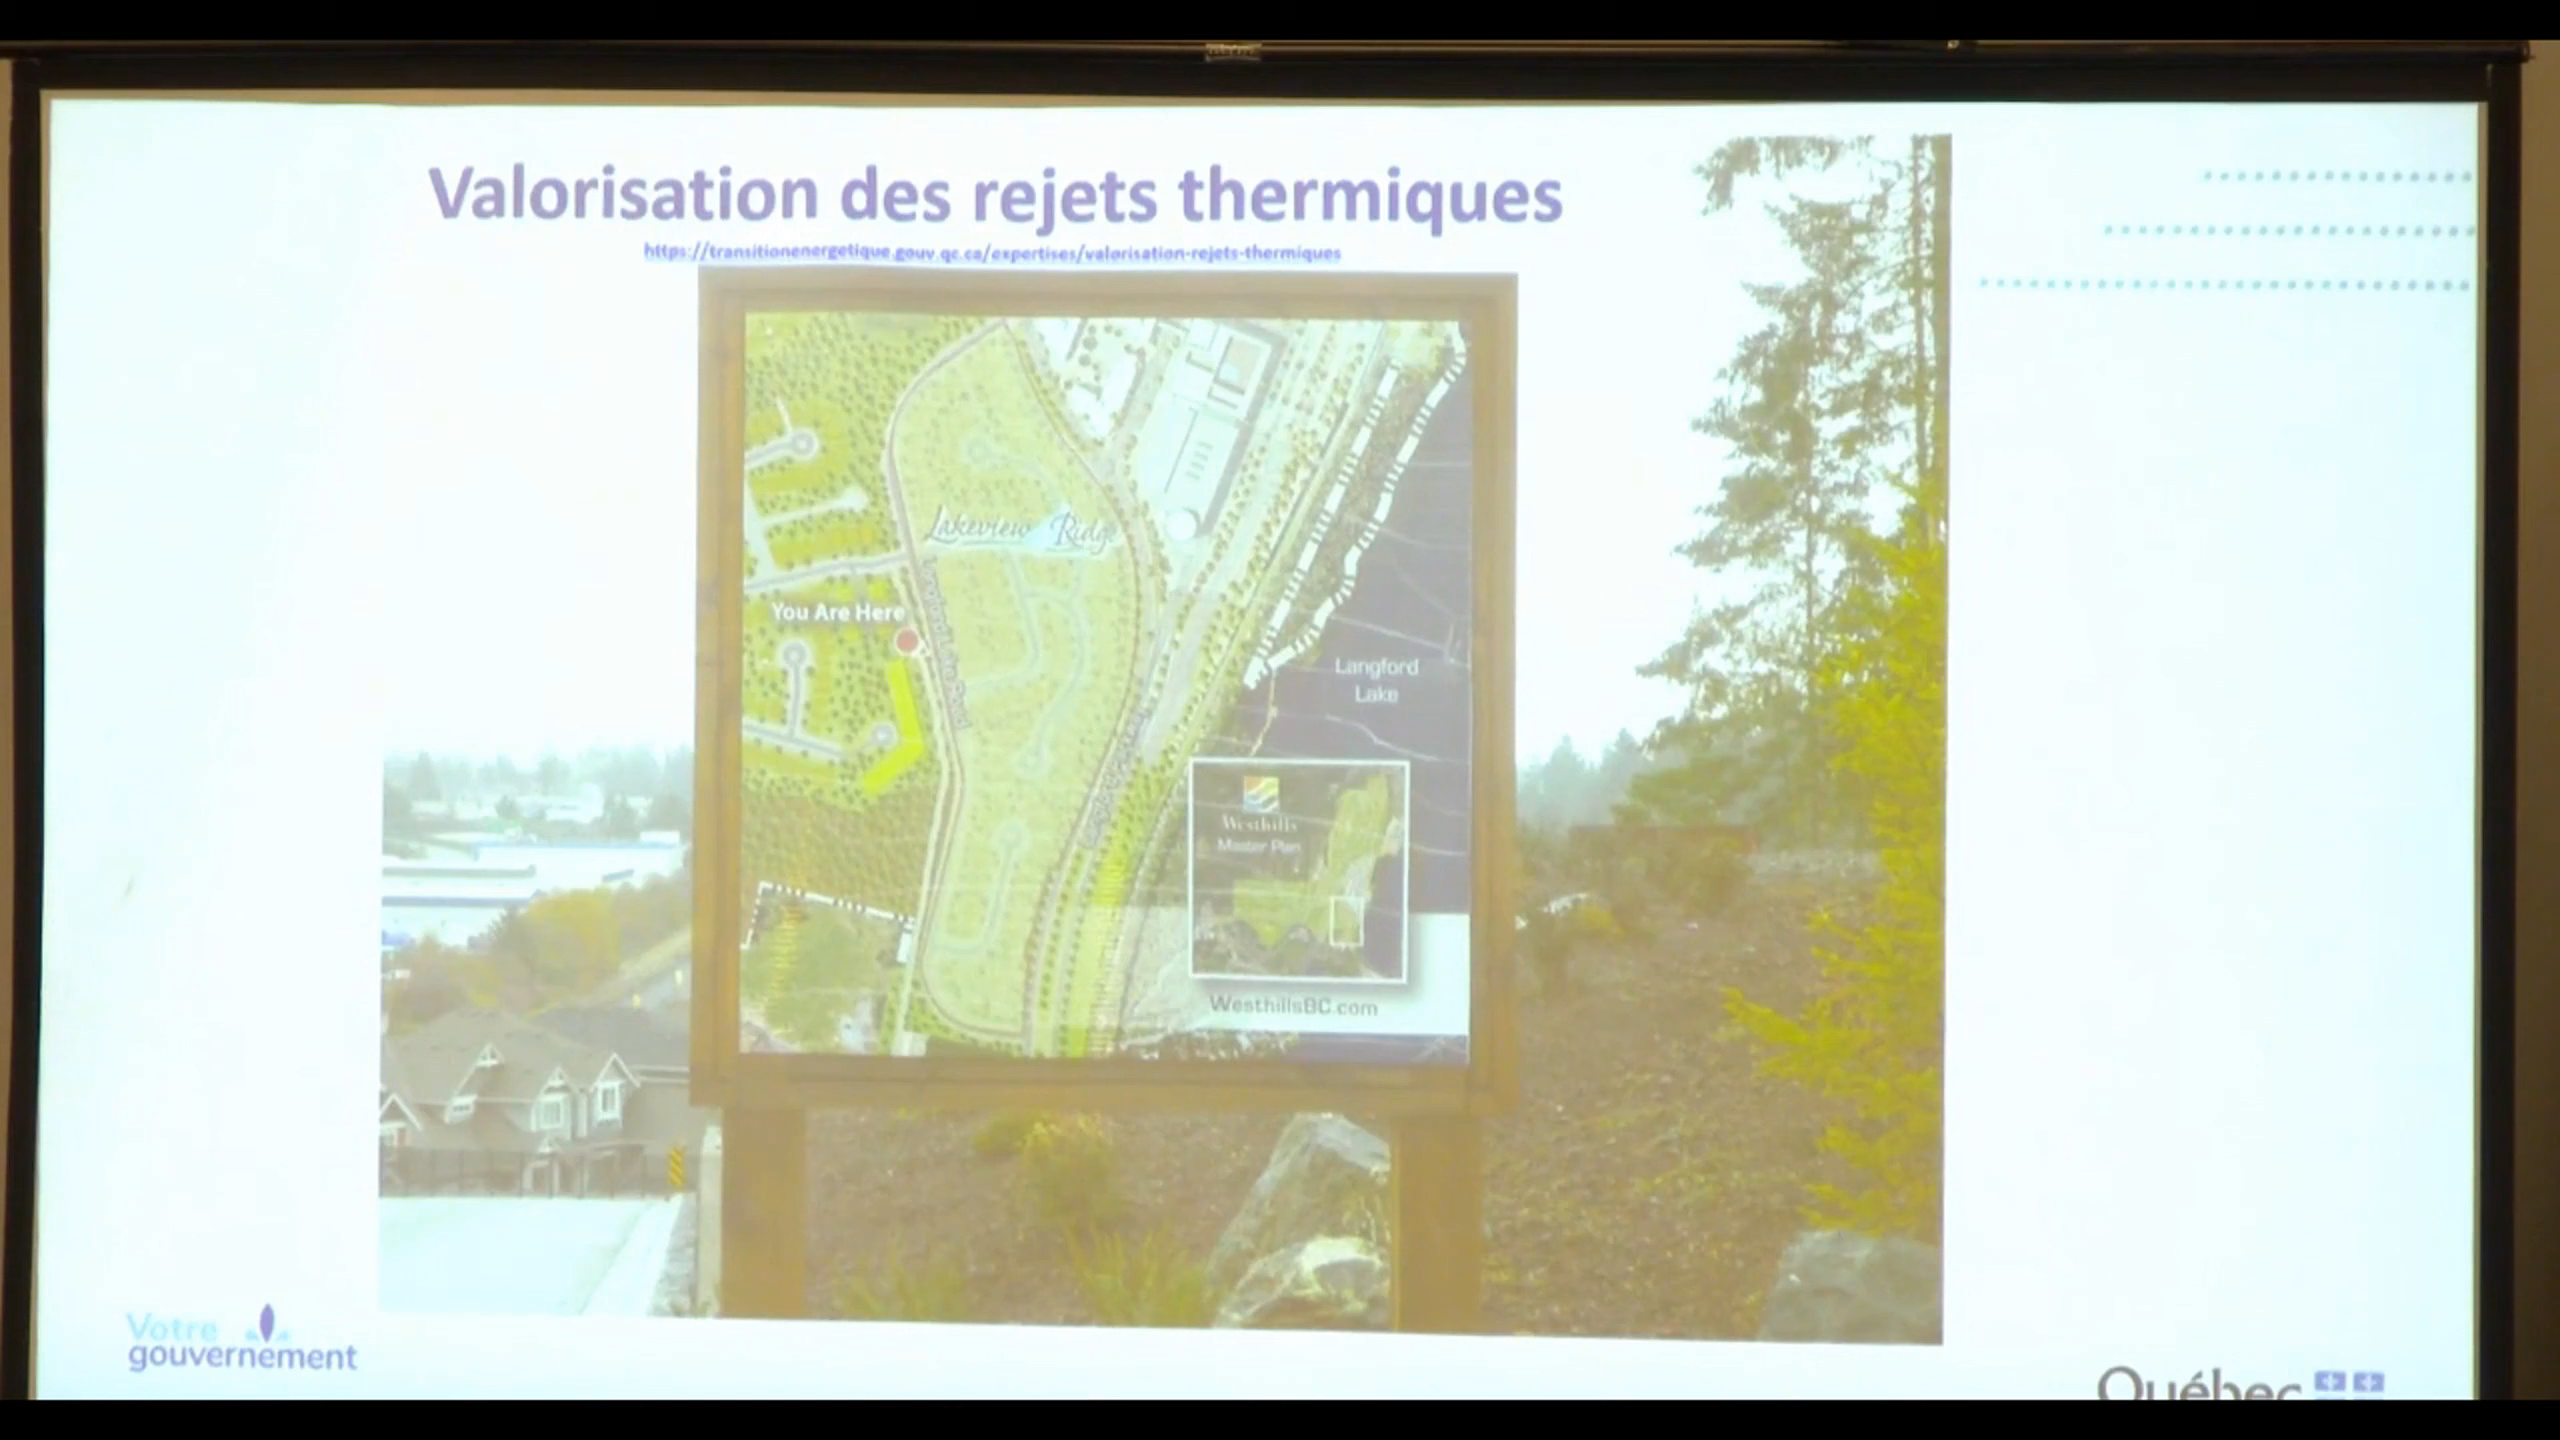 Valorisation des rejets thermiques
https://transitionenergetique.gouv.qc.ca/expertises/valorisation-rejets-thermiques
Lakeview Ridge
You Are Here
Langford
Lake
Westhills
Master Plan
WesthillsBC.com
Votre
gouvernement
Québec